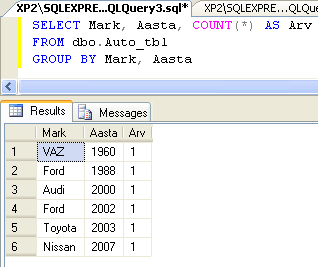 XP2\SQLEXPRE...QLQuery3.sql* XP2\SQLEXPRE...QLQue
SELECT Mark, Aasta, COUNT(*) AS Arv
FROM dbo.Auto_tbl
GROUP BY Mark, Aasta
Results Messages
Mark Aasta Arv
1 VAZ 1960 1
2 Ford 1988 1
3 Audi 2000 1
4 Ford 2002 1
5 Toyota 2003 1
6 Nissan 2007 1